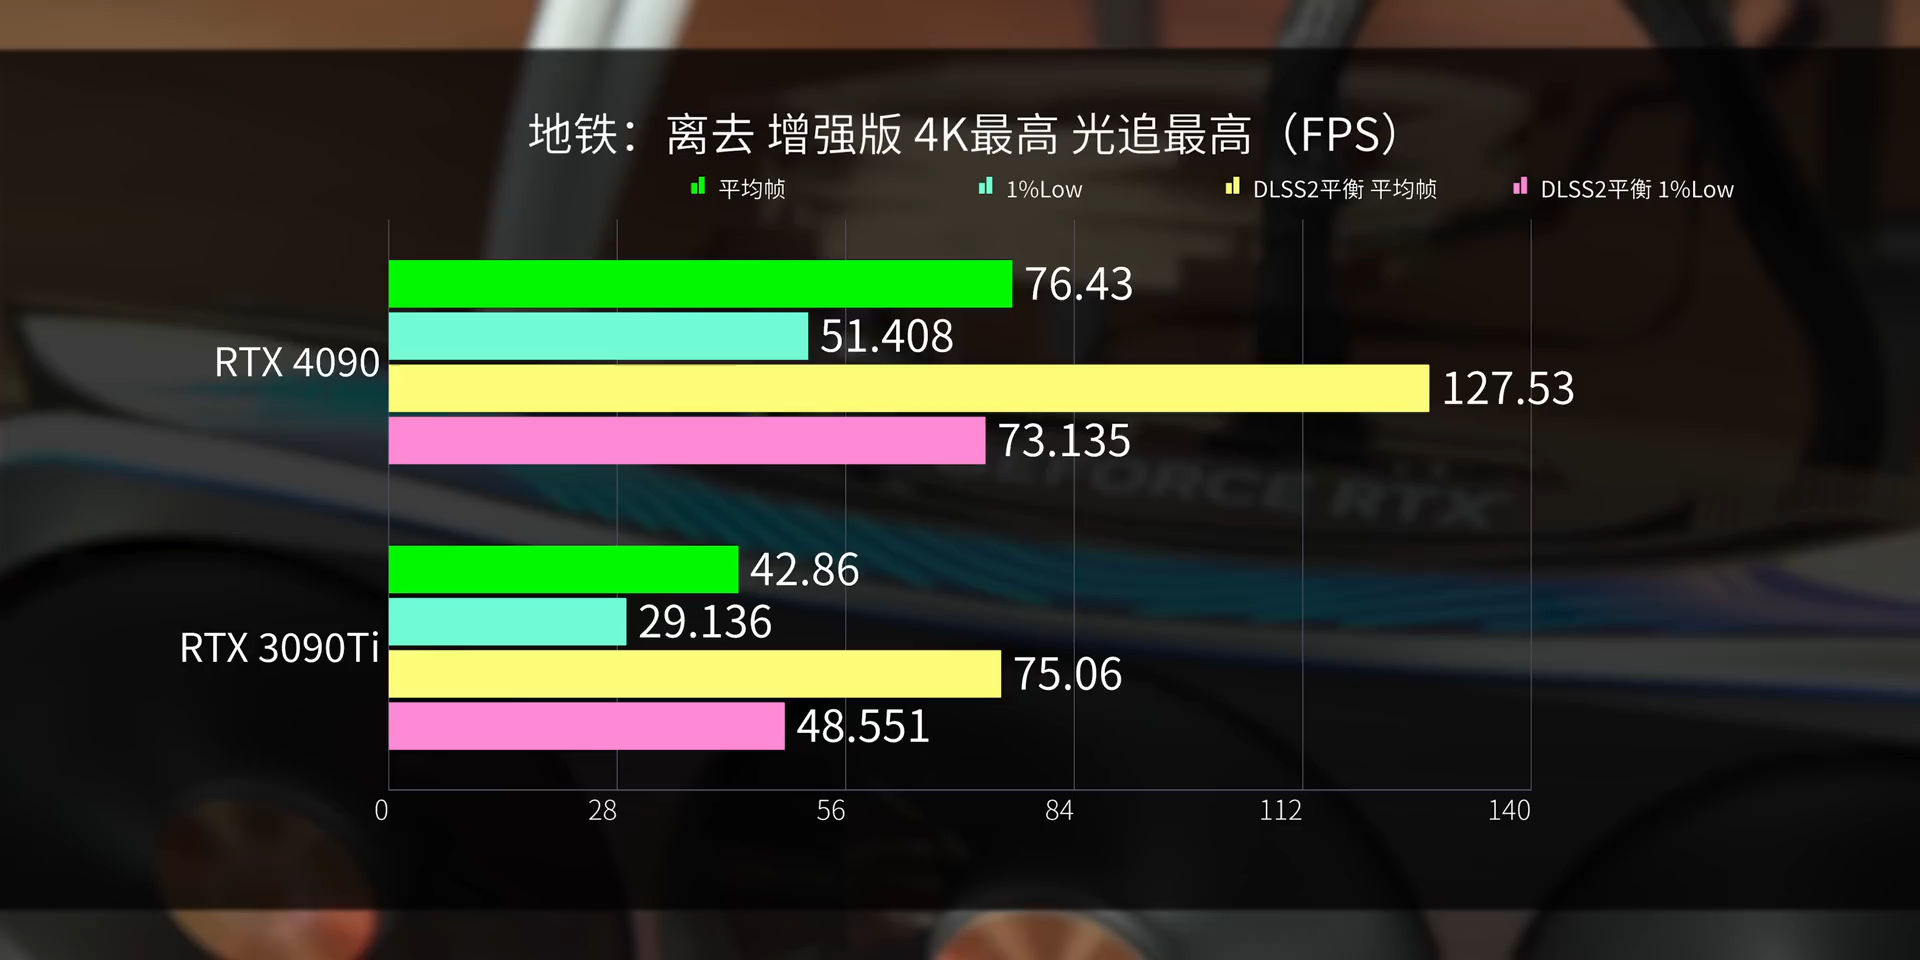 地铁：离去 增强版 4K最高 光追最高（FPS）
平均帧 1%Low DLSS2平衡 平均帧 DLSS2平衡 1%Low
76.43
51.408
RTX 4090
127.53
73.135
GEFORCE RTX
42.86
29.136
RTX 3090Ti
75.06
48.551
0 28 56 84 112 140